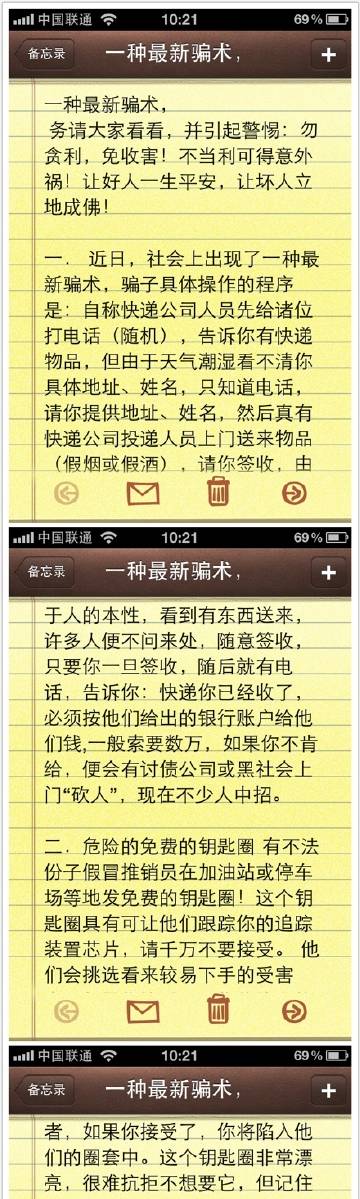 中国联通 10:21 69%
备忘录 一种最新骗术, +
一种最新骗术,
务请大家看看，并引起警惕：勿
贪利，免收害！不当利可得意外
祸！让好人一生平安，让坏人立
地成佛！
一． 近日，社会上出现了一种最
新骗术，骗子具体操作的程序
是：自称快递公司人员先给诸位
打电话（随机），告诉你有快递
物品，但由于天气潮湿看不清你
具体地址、姓名，只知道电话，
请你提供地址、姓名，然后真有
快递公司投递人员上门送来物品
（假烟或假酒），请你签收，由
中国联通 10:21 69%
备忘录 一种最新骗术, +
于人的本性，看到有东西送来，
许多人便不问来处，随意签收，
只要你一旦签收，随后就有电
话，告诉你：快递你已经收了，
必须按他们给出的银行账户给他
们钱,一般索要数万，如果你不肯
给，便会有讨债公司或黑社会上
门“砍人”，现在不少人中招。
二．危险的免费的钥匙圈 有不法
份子假冒推销员在加油站或停车
场等地发免费的钥匙圈！这个钥
匙圈具有可让他们跟踪你的追踪
装置芯片，请千万不要接受。 他
们会挑选看来较易下手的受害
中国联通 10:21 69%
备忘录 一种最新骗术, +
者，如果你接受了，你将陷入他
们的圈套中。这个钥匙圈非常漂
亮，很难抗拒不想要它，但记住